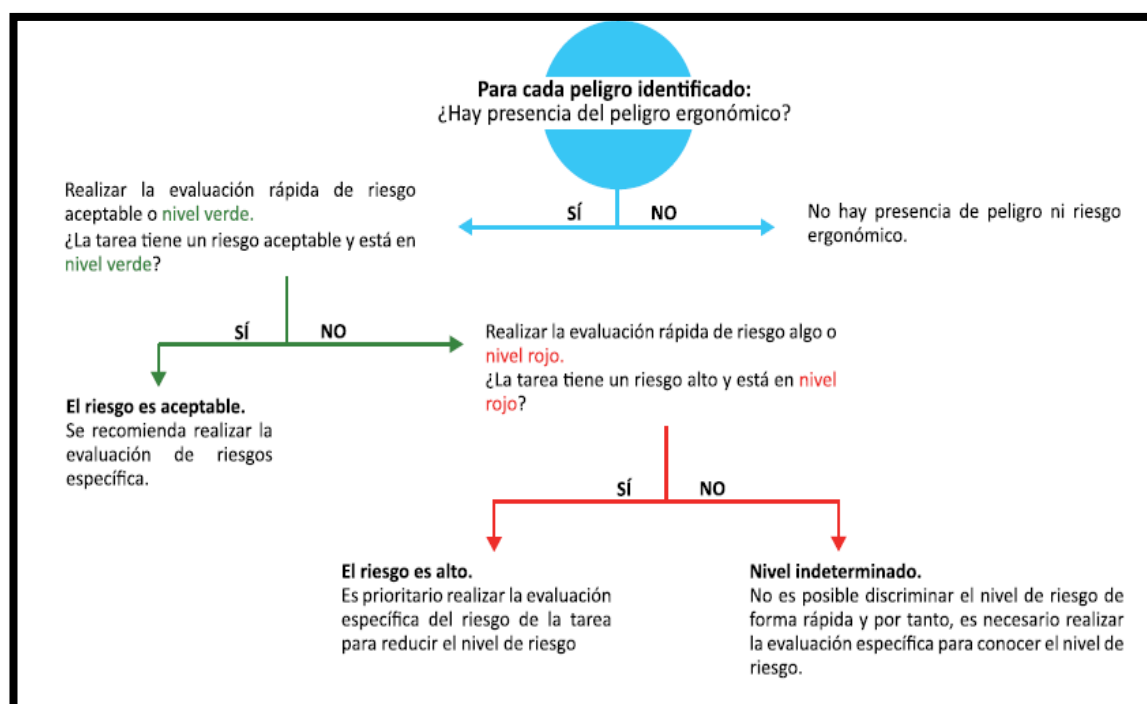 Para cada peligro identificado:
¿Hay presencia del peligro ergonómico?
Realizar la evaluación rápida de riesgo
aceptable o nivel verde.
¿La tarea tiene un riesgo aceptable y está en
nivel verde?
SÍ NO
No hay presencia de peligro ni riesgo
ergonómico.
SÍ NO
El riesgo es aceptable.
Se recomienda realizar la
evaluación de riesgos
específica.
Realizar la evaluación rápida de riesgo algo o
nivel rojo.
¿La tarea tiene un riesgo alto y está en nivel
rojo?
SÍ NO
El riesgo es alto.
Es prioritario realizar la evaluación
específica del riesgo de la tarea
para reducir el nivel de riesgo
Nivel indeterminado.
No es posible discriminar el nivel de riesgo de
forma rápida y por tanto, es necesario realizar
la evaluación específica para conocer el nivel de
riesgo.